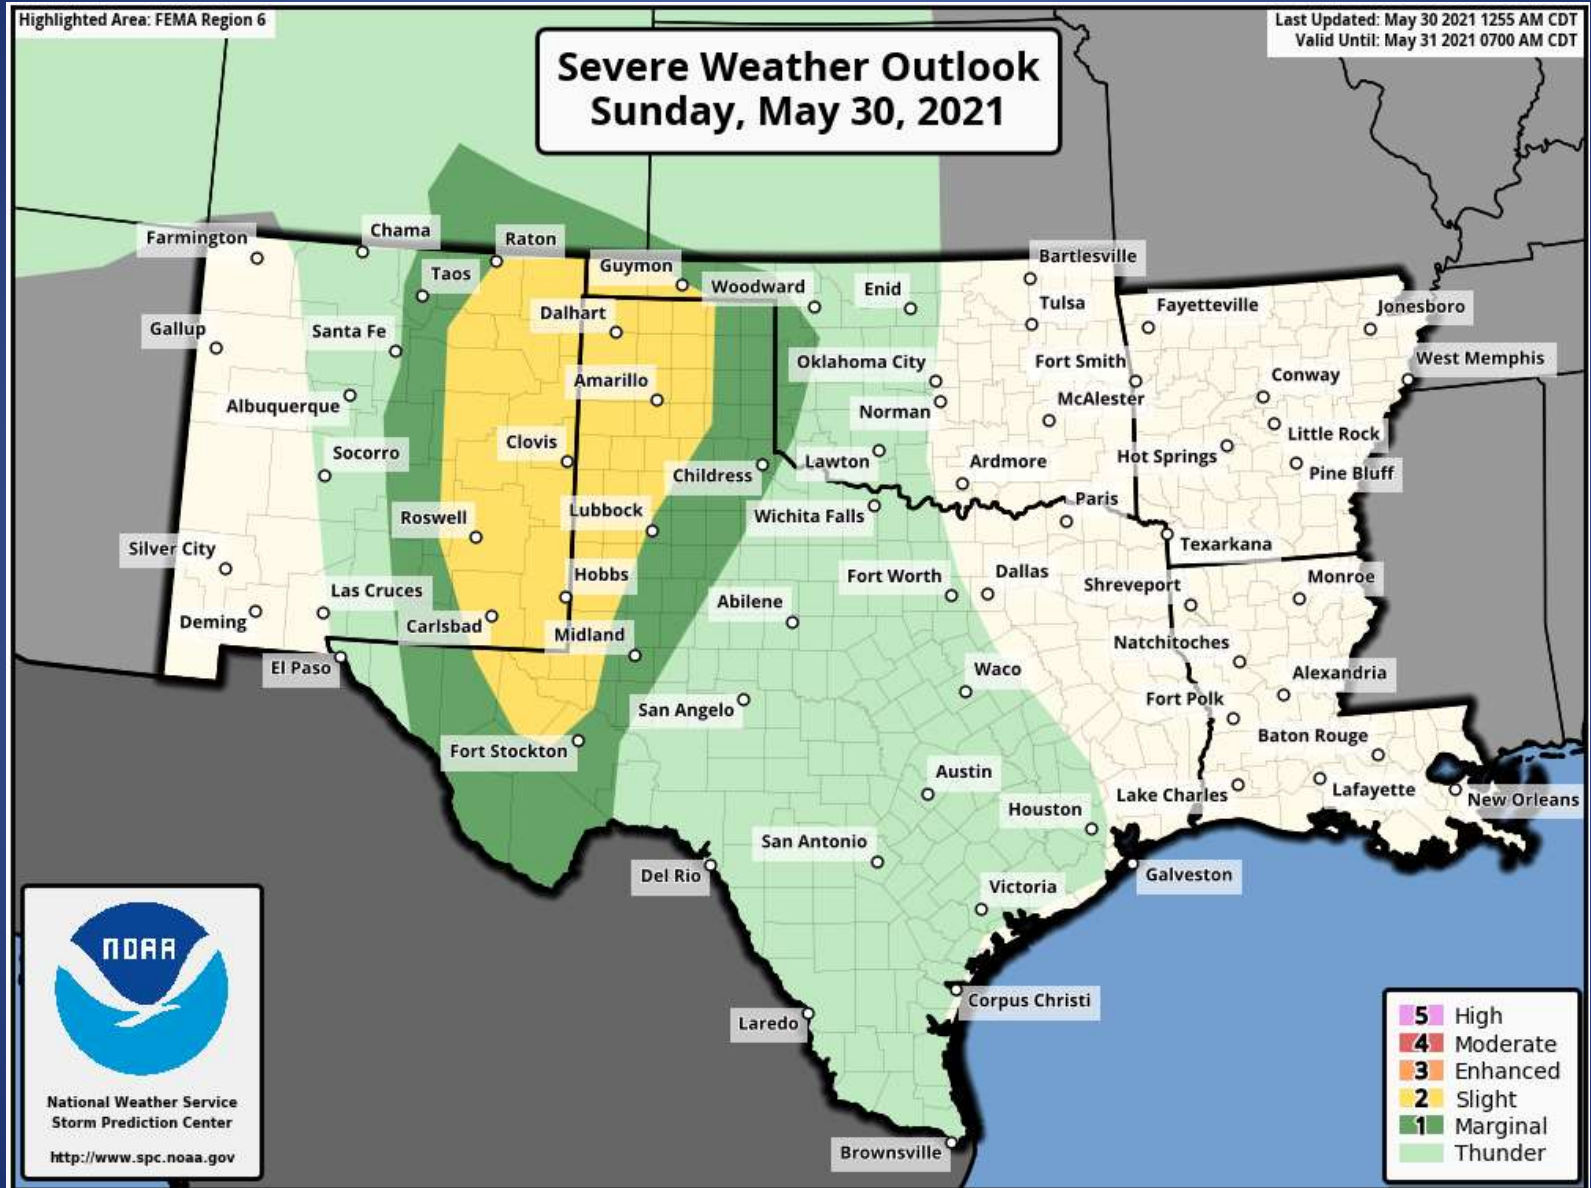 Highlighted Area: FEMA Region 6
Last Updated: May 30 2021 1255 AM CDT
Valid Until: May 31 2021 0700 AM CDT
Severe Weather Outlook
Sunday, May 30, 2021
Farmington
Chama
Raton
Taos
Guymon
Woodward
Enid
Bartlesville
Tulsa
Fayetteville
Jonesboro
Gallup
Santa Fe
Dalhart
Oklahoma City
Fort Smith
West Memphis
Albuquerque
Amarillo
Norman
McAlester
Conway
Little Rock
Socorro
Clovis
Childress
Lawton
Ardmore
Hot Springs
Pine Bluff
Roswell
Lubbock
Wichita Falls
Paris
Texarkana
Silver City
Las Cruces
Hobbs
Fort Worth
Dallas
Shreveport
Monroe
Deming
Carlsbad
Midland
Abilene
Natchitoches
El Paso
San Angelo
Waco
Alexandria
Fort Polk
Fort Stockton
Baton Rouge
Austin
Houston
Lake Charles
Lafayette
New Orleans
San Antonio
Del Rio
Victoria
Galveston
Corpus Christi
Laredo
Brownsville
NOAA
National Weather Service
Storm Prediction Center
http://www.spc.noaa.gov
5 High
4 Moderate
3 Enhanced
2 Slight
1 Marginal
Thunder